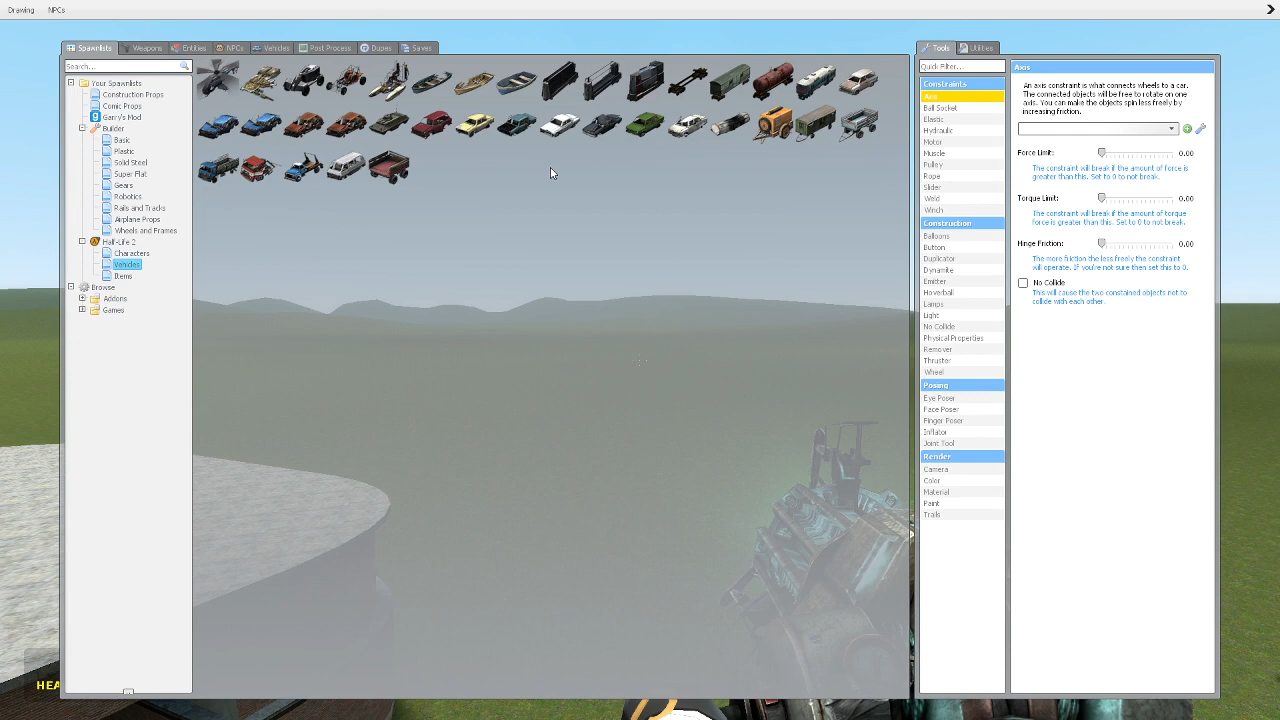 Drawing NPCs
Spawnlists Weapons Entities NPCs Vehicles Post Process Dupes Saves
Search...
Your Spawnlists
Construction Props
Comic Props
Garry's Mod
Builder
Basic
Plastic
Solid Steel
Super Flat
Gears
Robotics
Rails and Tracks
Airplane Props
Wheels and Frames
Half-Life 2
Characters
Vehicles
Items
Browse
Addons
Games
Tools Utilities
Quick Filter...
Constraints
Axis
Ball Socket
Elastic
Hydraulic
Motor
Muscle
Pulley
Rope
Slider
Weld
Winch
Construction
Balloons
Button
Duplicator
Dynamite
Emitter
Hoverball
Lamps
Light
No Collide
Physical Properties
Remover
Thruster
Wheel
Posing
Eye Poser
Face Poser
Finger Poser
Inflator
Joint Tool
Render
Camera
Color
Material
Paint
Trails
Axis
An axis constraint is what connects wheels to a car.
The connected objects will be free to rotate on one
axis. You can make the objects spin less freely by
increasing friction.
Force Limit: 0.00
The constraint will break if the amount of force is
greater than this. Set to 0 to not break.
Torque Limit: 0.00
The constraint will break if the amount of torque
force is greater than this. Set to 0 to not break.
Hinge Friction: 0.00
The more friction the less freely the constraint
will operate. If you're not sure then set this to 0.
No Collide
This will cause the two constained objects not to
collide with each other.
HEA